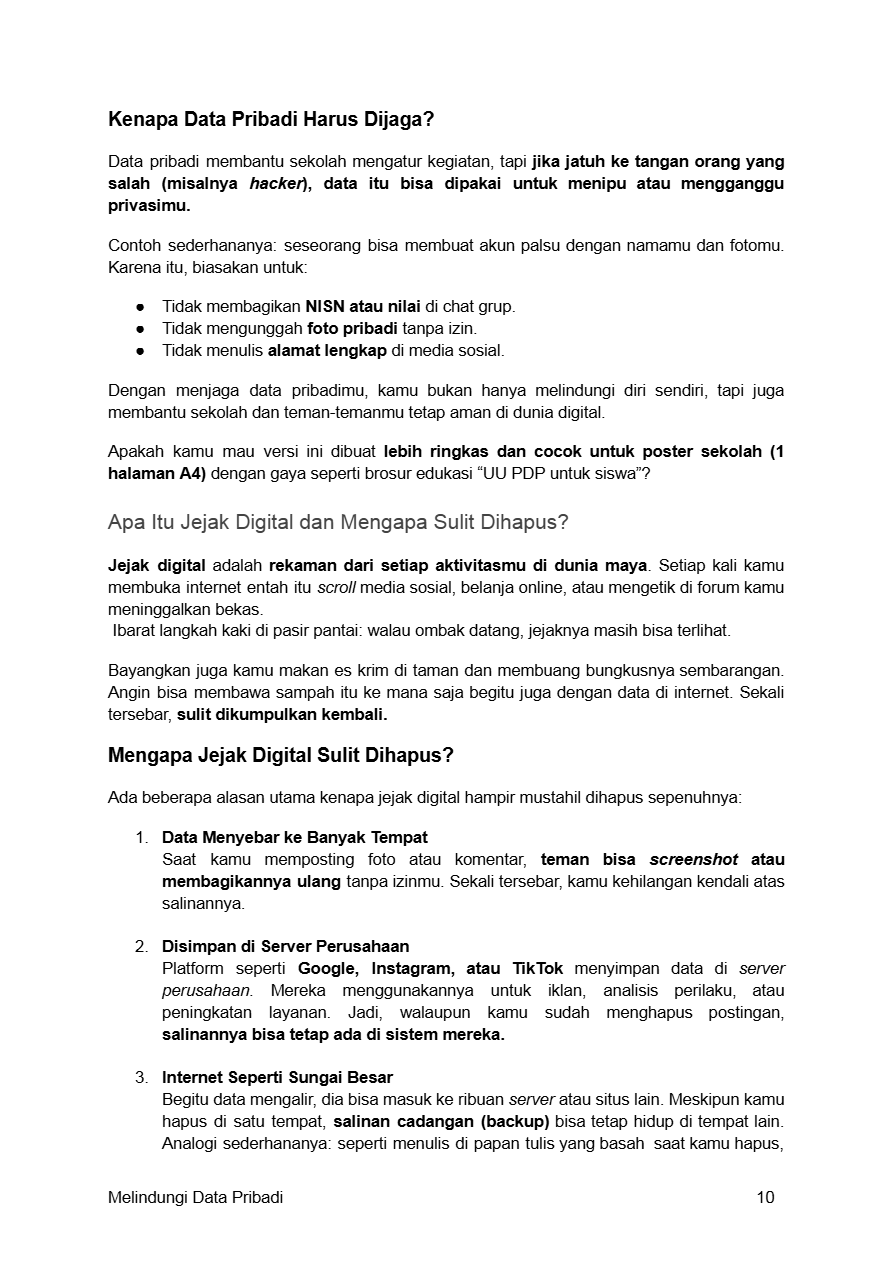 Kenapa Data Pribadi Harus Dijaga?
Data pribadi membantu sekolah mengatur kegiatan, tapi jika jatuh ke tangan orang yang
salah (misalnya hacker), data itu bisa dipakai untuk menipu atau mengganggu
privasimu.
Contoh sederhananya: seseorang bisa membuat akun palsu dengan namamu dan fotomu.
Karena itu, biasakan untuk:
● Tidak membagikan NISN atau nilai di chat grup.
● Tidak mengunggah foto pribadi tanpa izin.
● Tidak menulis alamat lengkap di media sosial.
Dengan menjaga data pribadimu, kamu bukan hanya melindungi diri sendiri, tapi juga
membantu sekolah dan teman-temanmu tetap aman di dunia digital.
Apakah kamu mau versi ini dibuat lebih ringkas dan cocok untuk poster sekolah (1
halaman A4) dengan gaya seperti brosur edukasi “UU PDP untuk siswa”?
Apa Itu Jejak Digital dan Mengapa Sulit Dihapus?
Jejak digital adalah rekaman dari setiap aktivitasmu di dunia maya. Setiap kali kamu
membuka internet entah itu scroll media sosial, belanja online, atau mengetik di forum kamu
meninggalkan bekas.
Ibarat langkah kaki di pasir pantai: walau ombak datang, jejaknya masih bisa terlihat.
Bayangkan juga kamu makan es krim di taman dan membuang bungkusnya sembarangan.
Angin bisa membawa sampah itu ke mana saja begitu juga dengan data di internet. Sekali
tersebar, sulit dikumpulkan kembali.
Mengapa Jejak Digital Sulit Dihapus?
Ada beberapa alasan utama kenapa jejak digital hampir mustahil dihapus sepenuhnya:
1. Data Menyebar ke Banyak Tempat
Saat kamu memposting foto atau komentar, teman bisa screenshot atau
membagikannya ulang tanpa izinmu. Sekali tersebar, kamu kehilangan kendali atas
salinannya.
2. Disimpan di Server Perusahaan
Platform seperti Google, Instagram, atau TikTok menyimpan data di server
perusahaan. Mereka menggunakannya untuk iklan, analisis perilaku, atau
peningkatan layanan. Jadi, walaupun kamu sudah menghapus postingan,
salinannya bisa tetap ada di sistem mereka.
3. Internet Seperti Sungai Besar
Begitu data mengalir, dia bisa masuk ke ribuan server atau situs lain. Meskipun kamu
hapus di satu tempat, salinan cadangan (backup) bisa tetap hidup di tempat lain.
Analogi sederhananya: seperti menulis di papan tulis yang basah saat kamu hapus,
Melindungi Data Pribadi 10